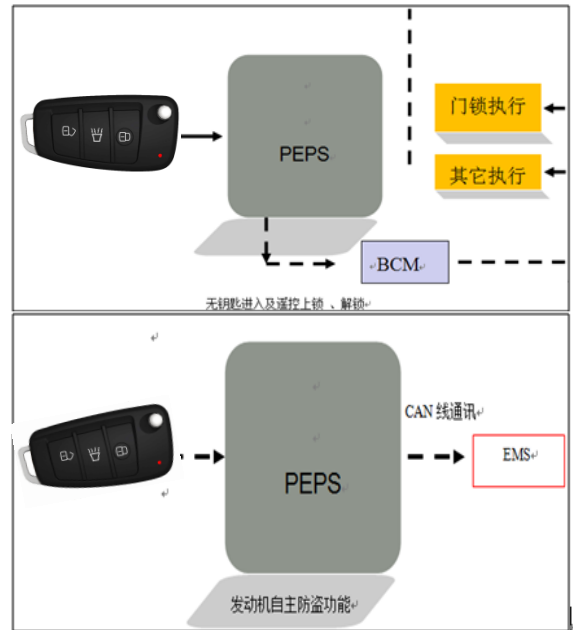 PEPS
门锁执行
其它执行
BCM
无钥匙进入及遥控上锁 、解锁
CAN 线通讯
PEPS
EMS
发动机自主防盗功能